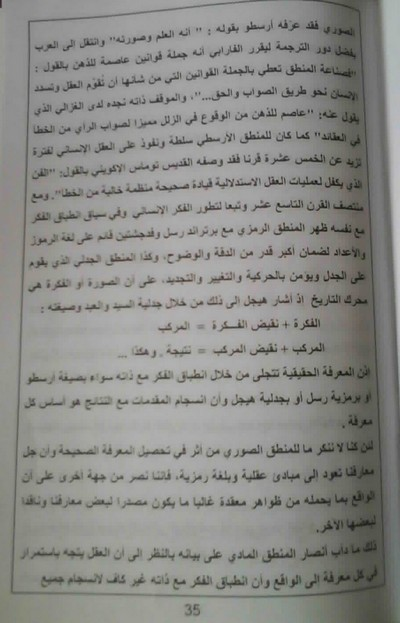 الصوري فقد عرّفه أرسطو بقوله : " أنه العلم وصورته" وانتقل إلى العرب
بفضل دور الترجمة ليقرر الفارابي أنه جملة قوانين عاصمة للذهن بالقول :
"فصناعة المنطق تعطي بالجملة القوانين التي من شأنها أن تُقوّم العقل وتسدد
الإنسان نحو طريق الصواب والحق..."، والموقف ذاته نجده لدى الغزالي الذي
يقول عنه: "عاصم للذهن من الوقوع في الزلل مميزا لصواب الرأي من الخطأ
في العقائد" كما كان للمنطق الأرسطي سلطة ونفوذ على العقل الإنساني لفترة
تزيد عن الخمس عشرة قرنا فقد وصفه القديس توماس الاكويني بالقول: "الفن
الذي يكفل لعمليات العقل الاستدلالية قيادة صحيحة منظمة خالية من الخطأ". ومع
منتصف القرن التاسع عشر وتبعا لتطور الفكر الإنساني وفي سياق انطباق الفكر
مع نفسه ظهر المنطق الرمزي مع برتراند رسل وفدجشتين قائم على لغة الرموز
والأعداد لضمان أكبر قدر من الدقة والوضوح، وكذا المنطق الجدلي الذي يقوم
على الجدل ويؤمن بالحركية والتغيير والتجديد، على أن الصورة أو الفكرة هي
محرك التاريخ إذ أشار هيجل إلى ذلك من خلال جدلية السيد والعبد وصيغته :
الفكرة + نقيض الفكرة = المركب
المركب + نقيض المركب = نتيجة . وهكذا ...
إذن المعرفة الحقيقية تتجلى من خلال انطباق الفكر مع ذاته سواء بصيغة أرسطو
أو برمزية رسل أو بجدلية هيجل وأن انسجام المقدمات مع النتائج هو أساس كل
معرفة .
لئن كنا لا ننكر ما للمنطق الصوري من أثر في تحصيل المعرفة الصحيحة وأن جل
معارفنا تعود إلى مبادئ عقلية وبلغة رمزية، فإننا نصر من جهة أخرى على أن
الواقع بما يحمله من ظواهر معقدة غالبا ما يكون مصدرا لبعض معارفنا وناقدا
لبعضها الآخر.
ذلك ما دأب أنصار المنطق المادي على بيانه بالنظر إلى أن العقل يتجه باستمرار
في كل معرفة إلى الواقع وأن انطباق الفكر مع ذاته غير كاف لانسجام جميع
35